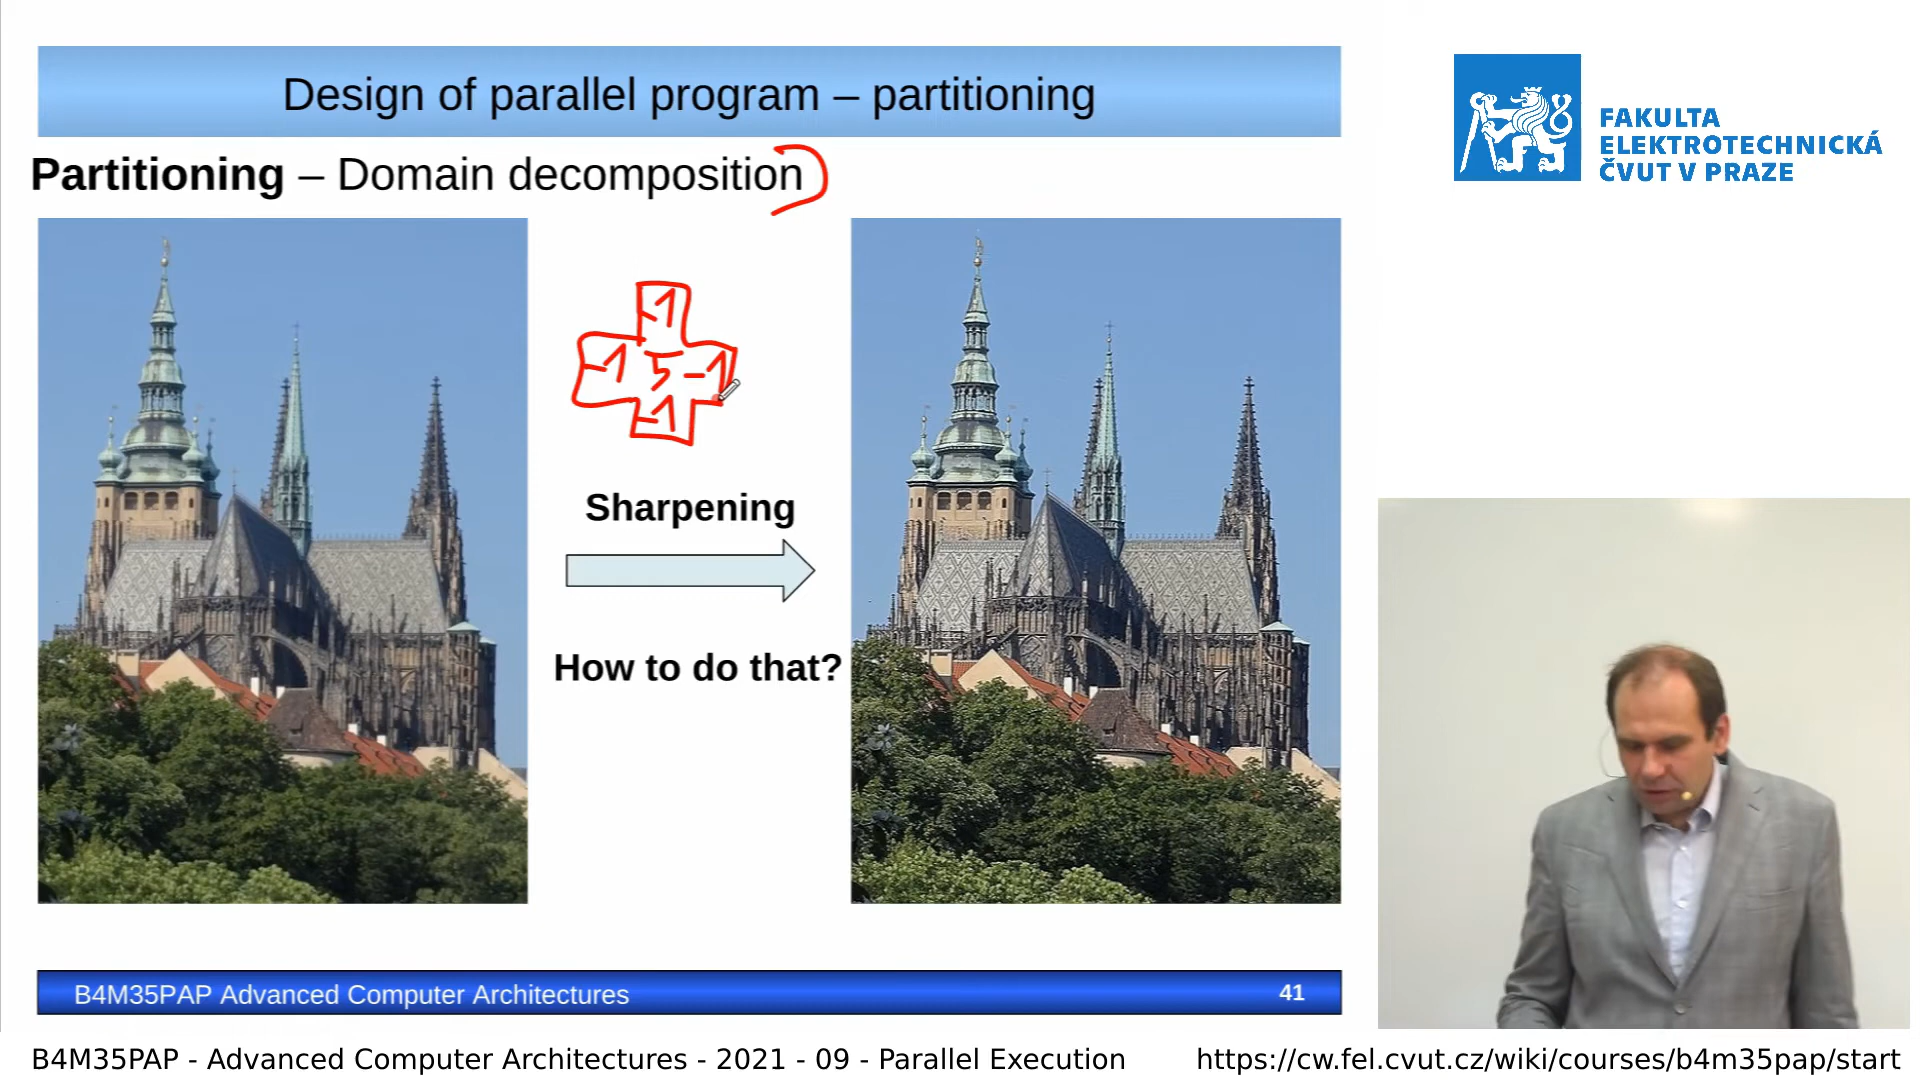 Design of parallel program – partitioning
Partitioning – Domain decomposition
-1
-1 5 -1
-1
Sharpening
How to do that?
B4M35PAP Advanced Computer Architectures
41
FAKULTA
ELEKTROTECHNICKÁ
ČVUT V PRAZE
B4M35PAP - Advanced Computer Architectures - 2021 - 09 - Parallel Execution
https://cw.fel.cvut.cz/wiki/courses/b4m35pap/start